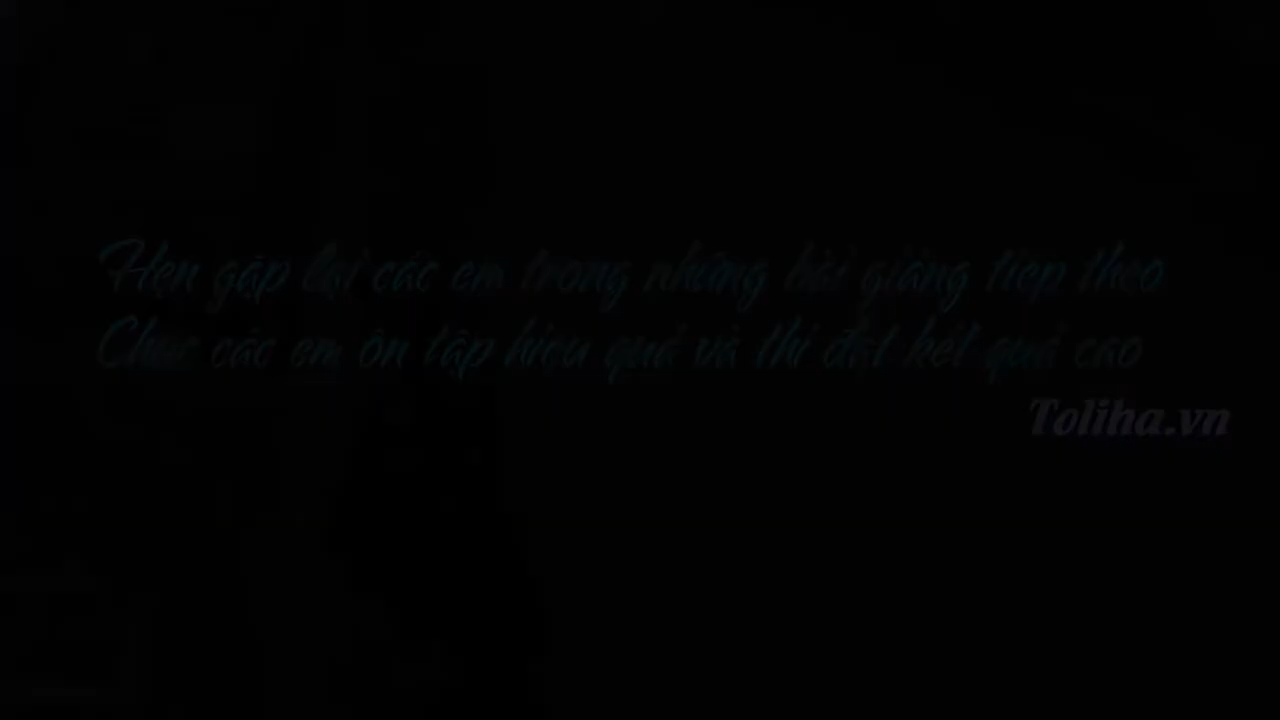 Hẹn gặp lại các em trong những bài giảng tiếp theo
Chúc các em ôn tập hiệu quả và thi đạt kết quả cao
Toliha.vn